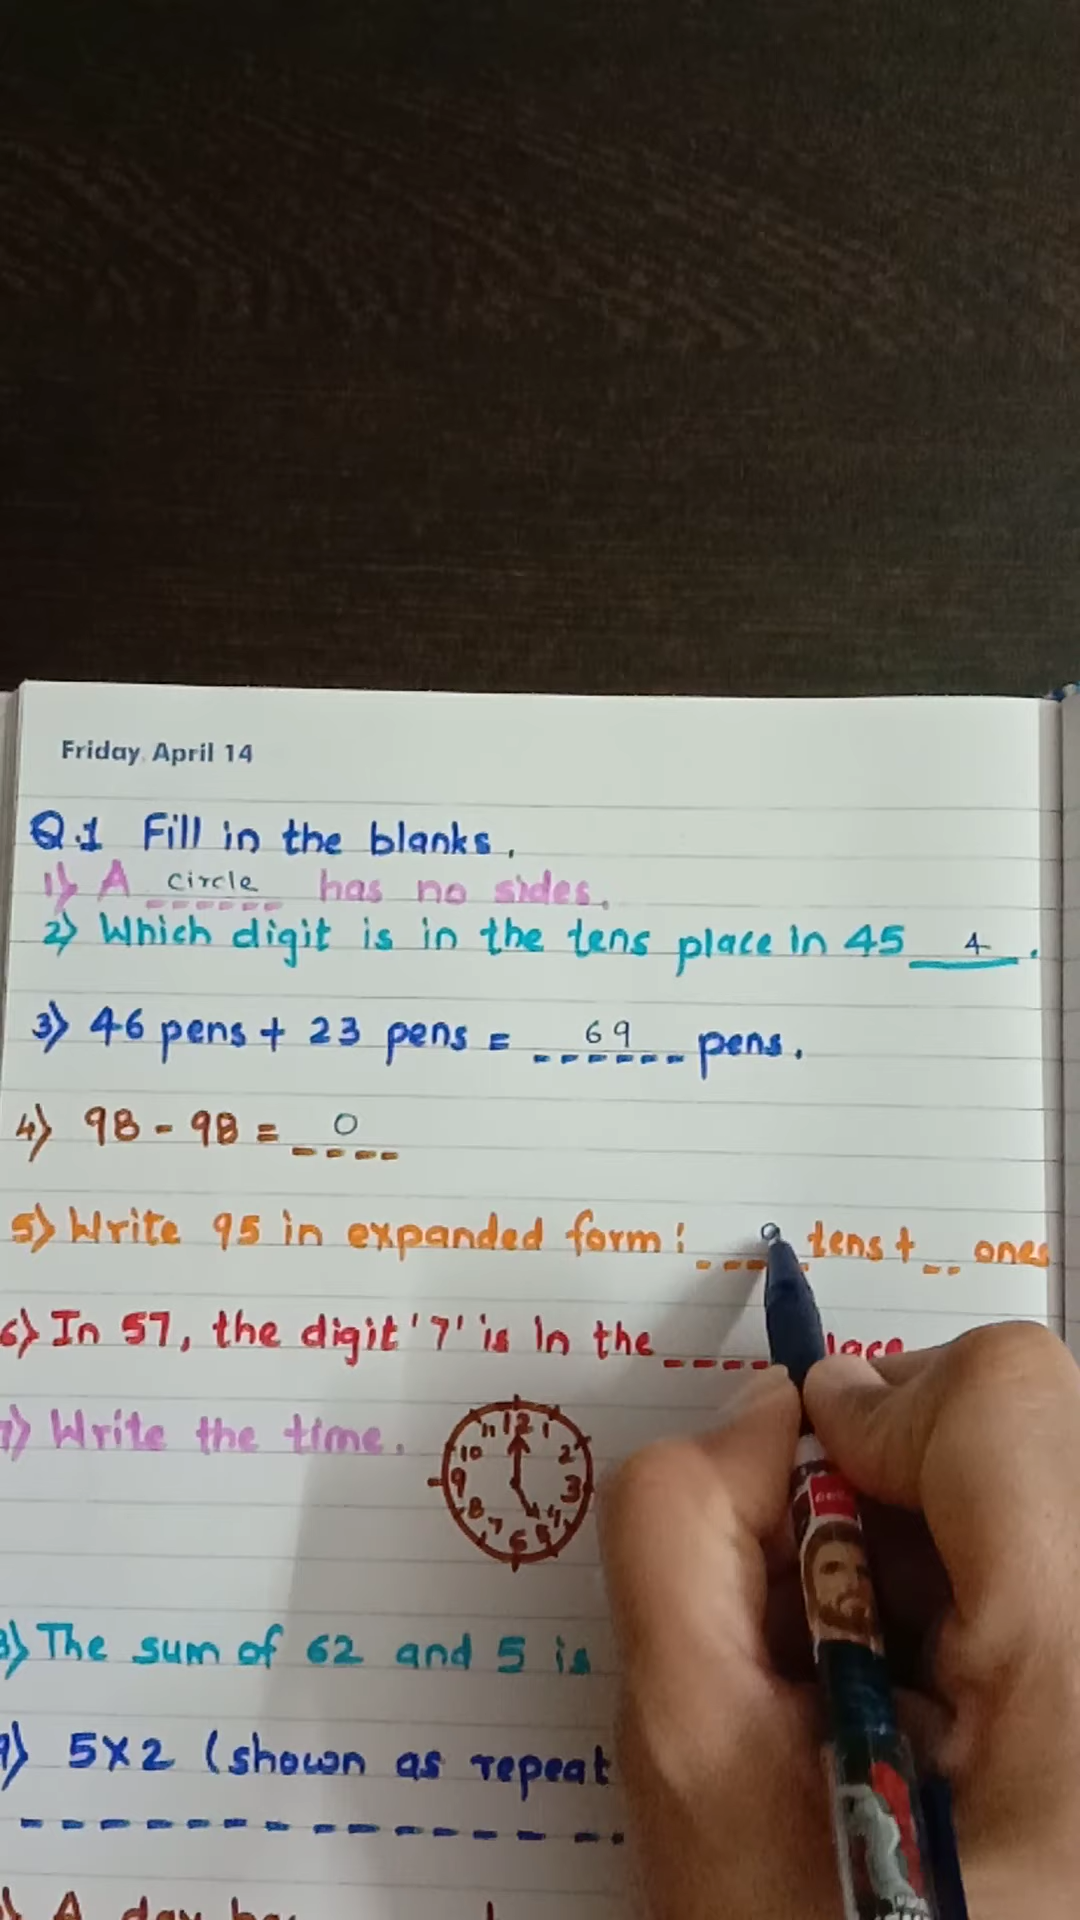 Friday, April 14
Q.1 Fill in the blanks.
1) A circle has no sides.
2) Which digit is in the tens place in 45 4.
3) 46 pens + 23 pens = 69 pens.
4) 98 - 98 = 0
5) Write 95 in expanded form: 9 tens + __ ones
6) In 57, the digit '7' is in the ____
7) Write the time.
12
11 1
10 2
9 3
8 4
7 5
6
8) The sum of 62 and 5 is
9) 5x2 (shown as repeat
A day